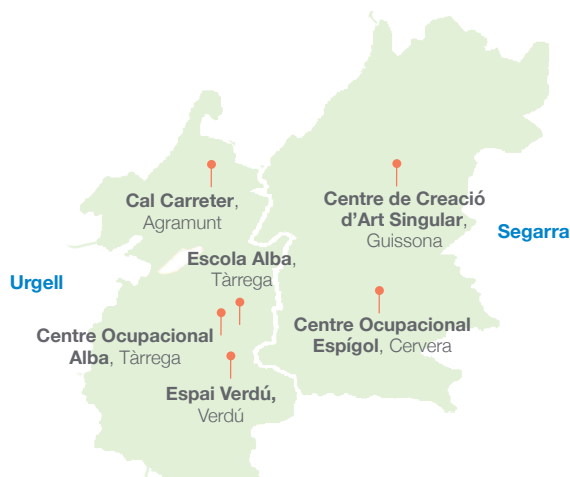 Cal Carreter,
Agramunt
Centre de Creació
d'Art Singular,
Guissona
Segarra
Escola Alba,
Tàrrega
Urgell
Centre Ocupacional
Alba, Tàrrega
Centre Ocupacional
Espígol, Cervera
Espai Verdú,
Verdú